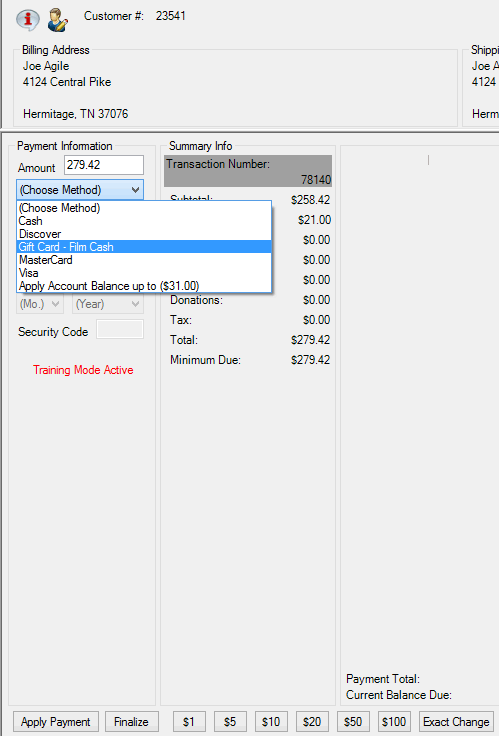 Customer #: 23541
Billing Address
Joe Agile
4124 Central Pike
Hermitage, TN 37076
Shippi
Joe A
4124
Herm
Payment Information
Amount 279.42
(Choose Method)
(Choose Method)
Cash
Discover
Gift Card - Film Cash
MasterCard
Visa
Apply Account Balance up to ($31.00)
(Mo.) (Year)
Security Code
Training Mode Active
Summary Info
Transaction Number:
78140
Subtotal: $258.42
$21.00
$0.00
$0.00
$0.00
Donations: $0.00
Tax: $0.00
Total: $279.42
Minimum Due: $279.42
Payment Total:
Current Balance Due:
Apply Payment Finalize $1 $5 $10 $20 $50 $100 Exact Change